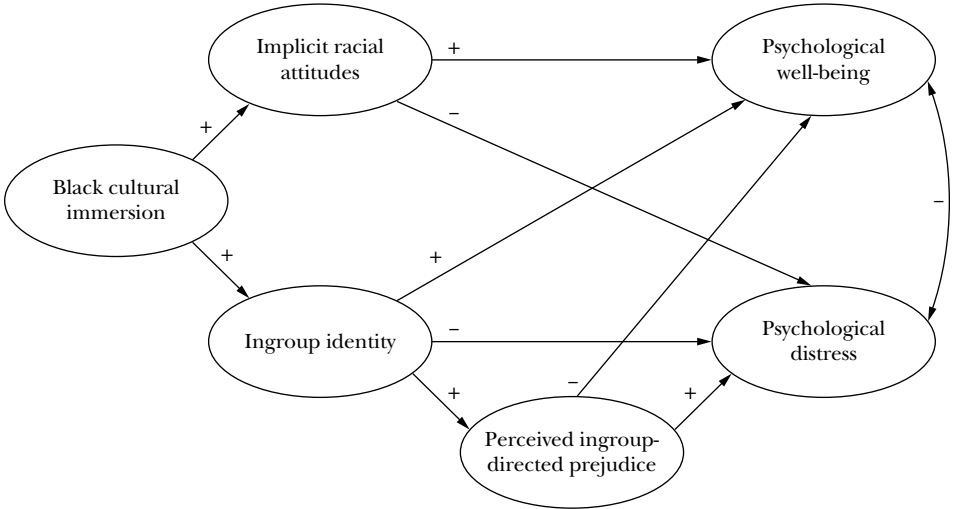 Implicit racial
attitudes
+
Psychological
well-being
−
+
Black cultural
immersion
−
+
+
Ingroup identity
−
Psychological
distress
+
−
+
Perceived ingroup-
directed prejudice